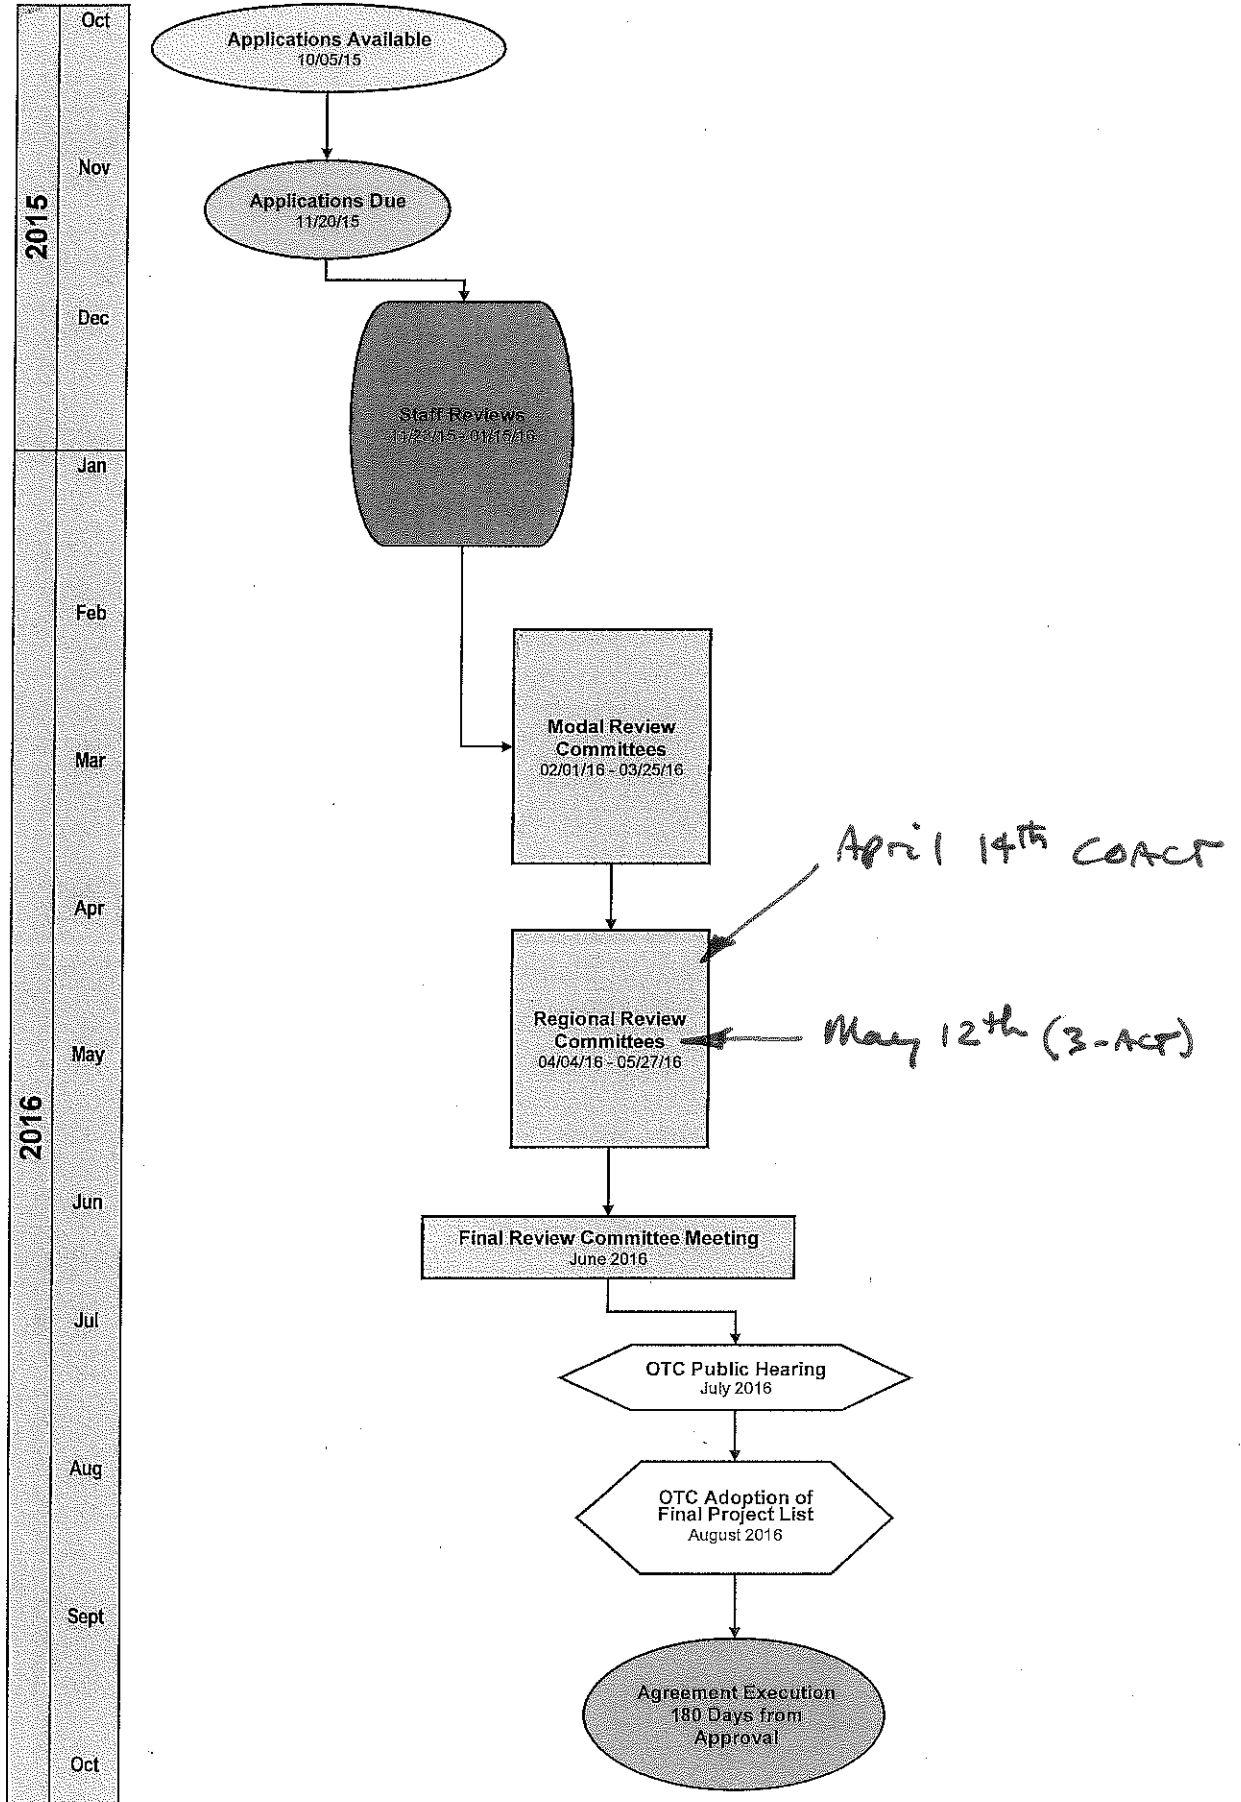 2015
2016
Oct
Nov
Dec
Jan
Feb
Mar
Apr
May
Jun
Jul
Aug
Sept
Oct
Applications Available
10/05/15
Applications Due
11/20/15
Staff Reviews
01/15/16
Modal Review
Committees
02/01/16 - 03/25/16
April 14th COACT
Regional Review
Committees
04/04/16 - 05/27/16
May 12th (3-ACT)
Final Review Committee Meeting
June 2016
OTC Public Hearing
July 2016
OTC Adoption of
Final Project List
August 2016
Agreement Execution
180 Days from
Approval